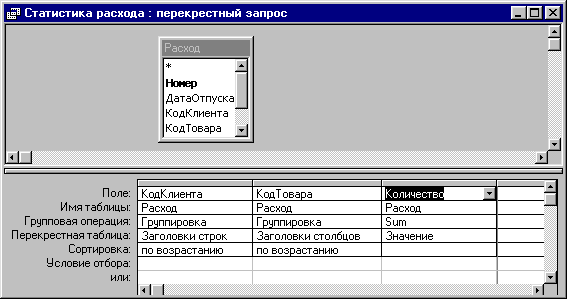 Статистика расхода : перекрестный запрос
Расход
*
Номер
ДатаОтпуска
КодКлиента
КодТовара
Поле: КодКлиента КодТовара Количество
Имя таблицы: Расход Расход Расход
Групповая операция: Группировка Группировка Sum
Перекрестная таблица: Заголовки строк Заголовки столбцов Значение
Сортировка: по возрастанию по возрастанию
Условие отбора:
или: